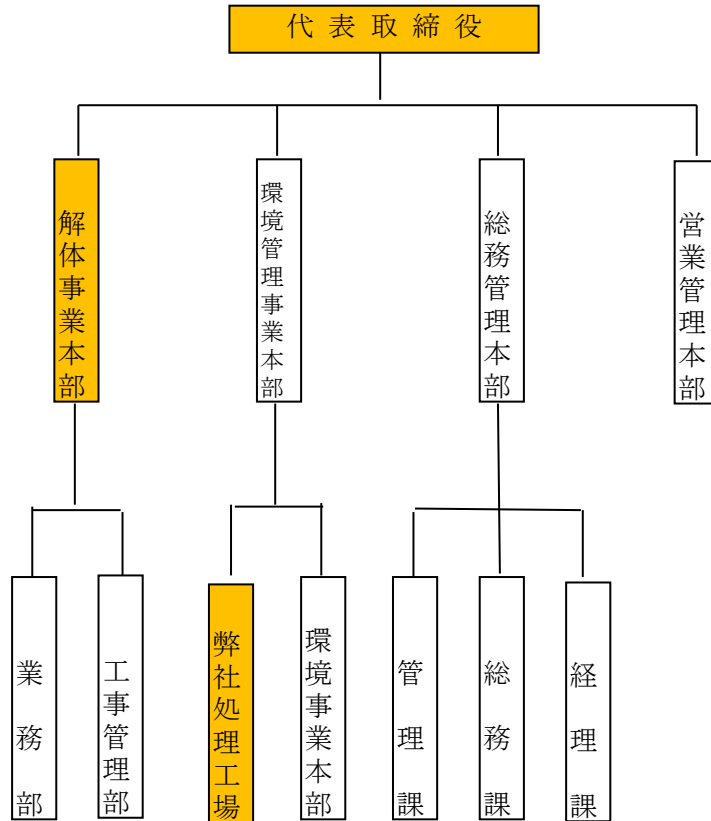 代表取締役
解体事業本部
環境管理事業本部
総務管理本部
営業管理本部
業務部
工事管理部
弊社処理工場
環境事業本部
管理課
総務課
経理課